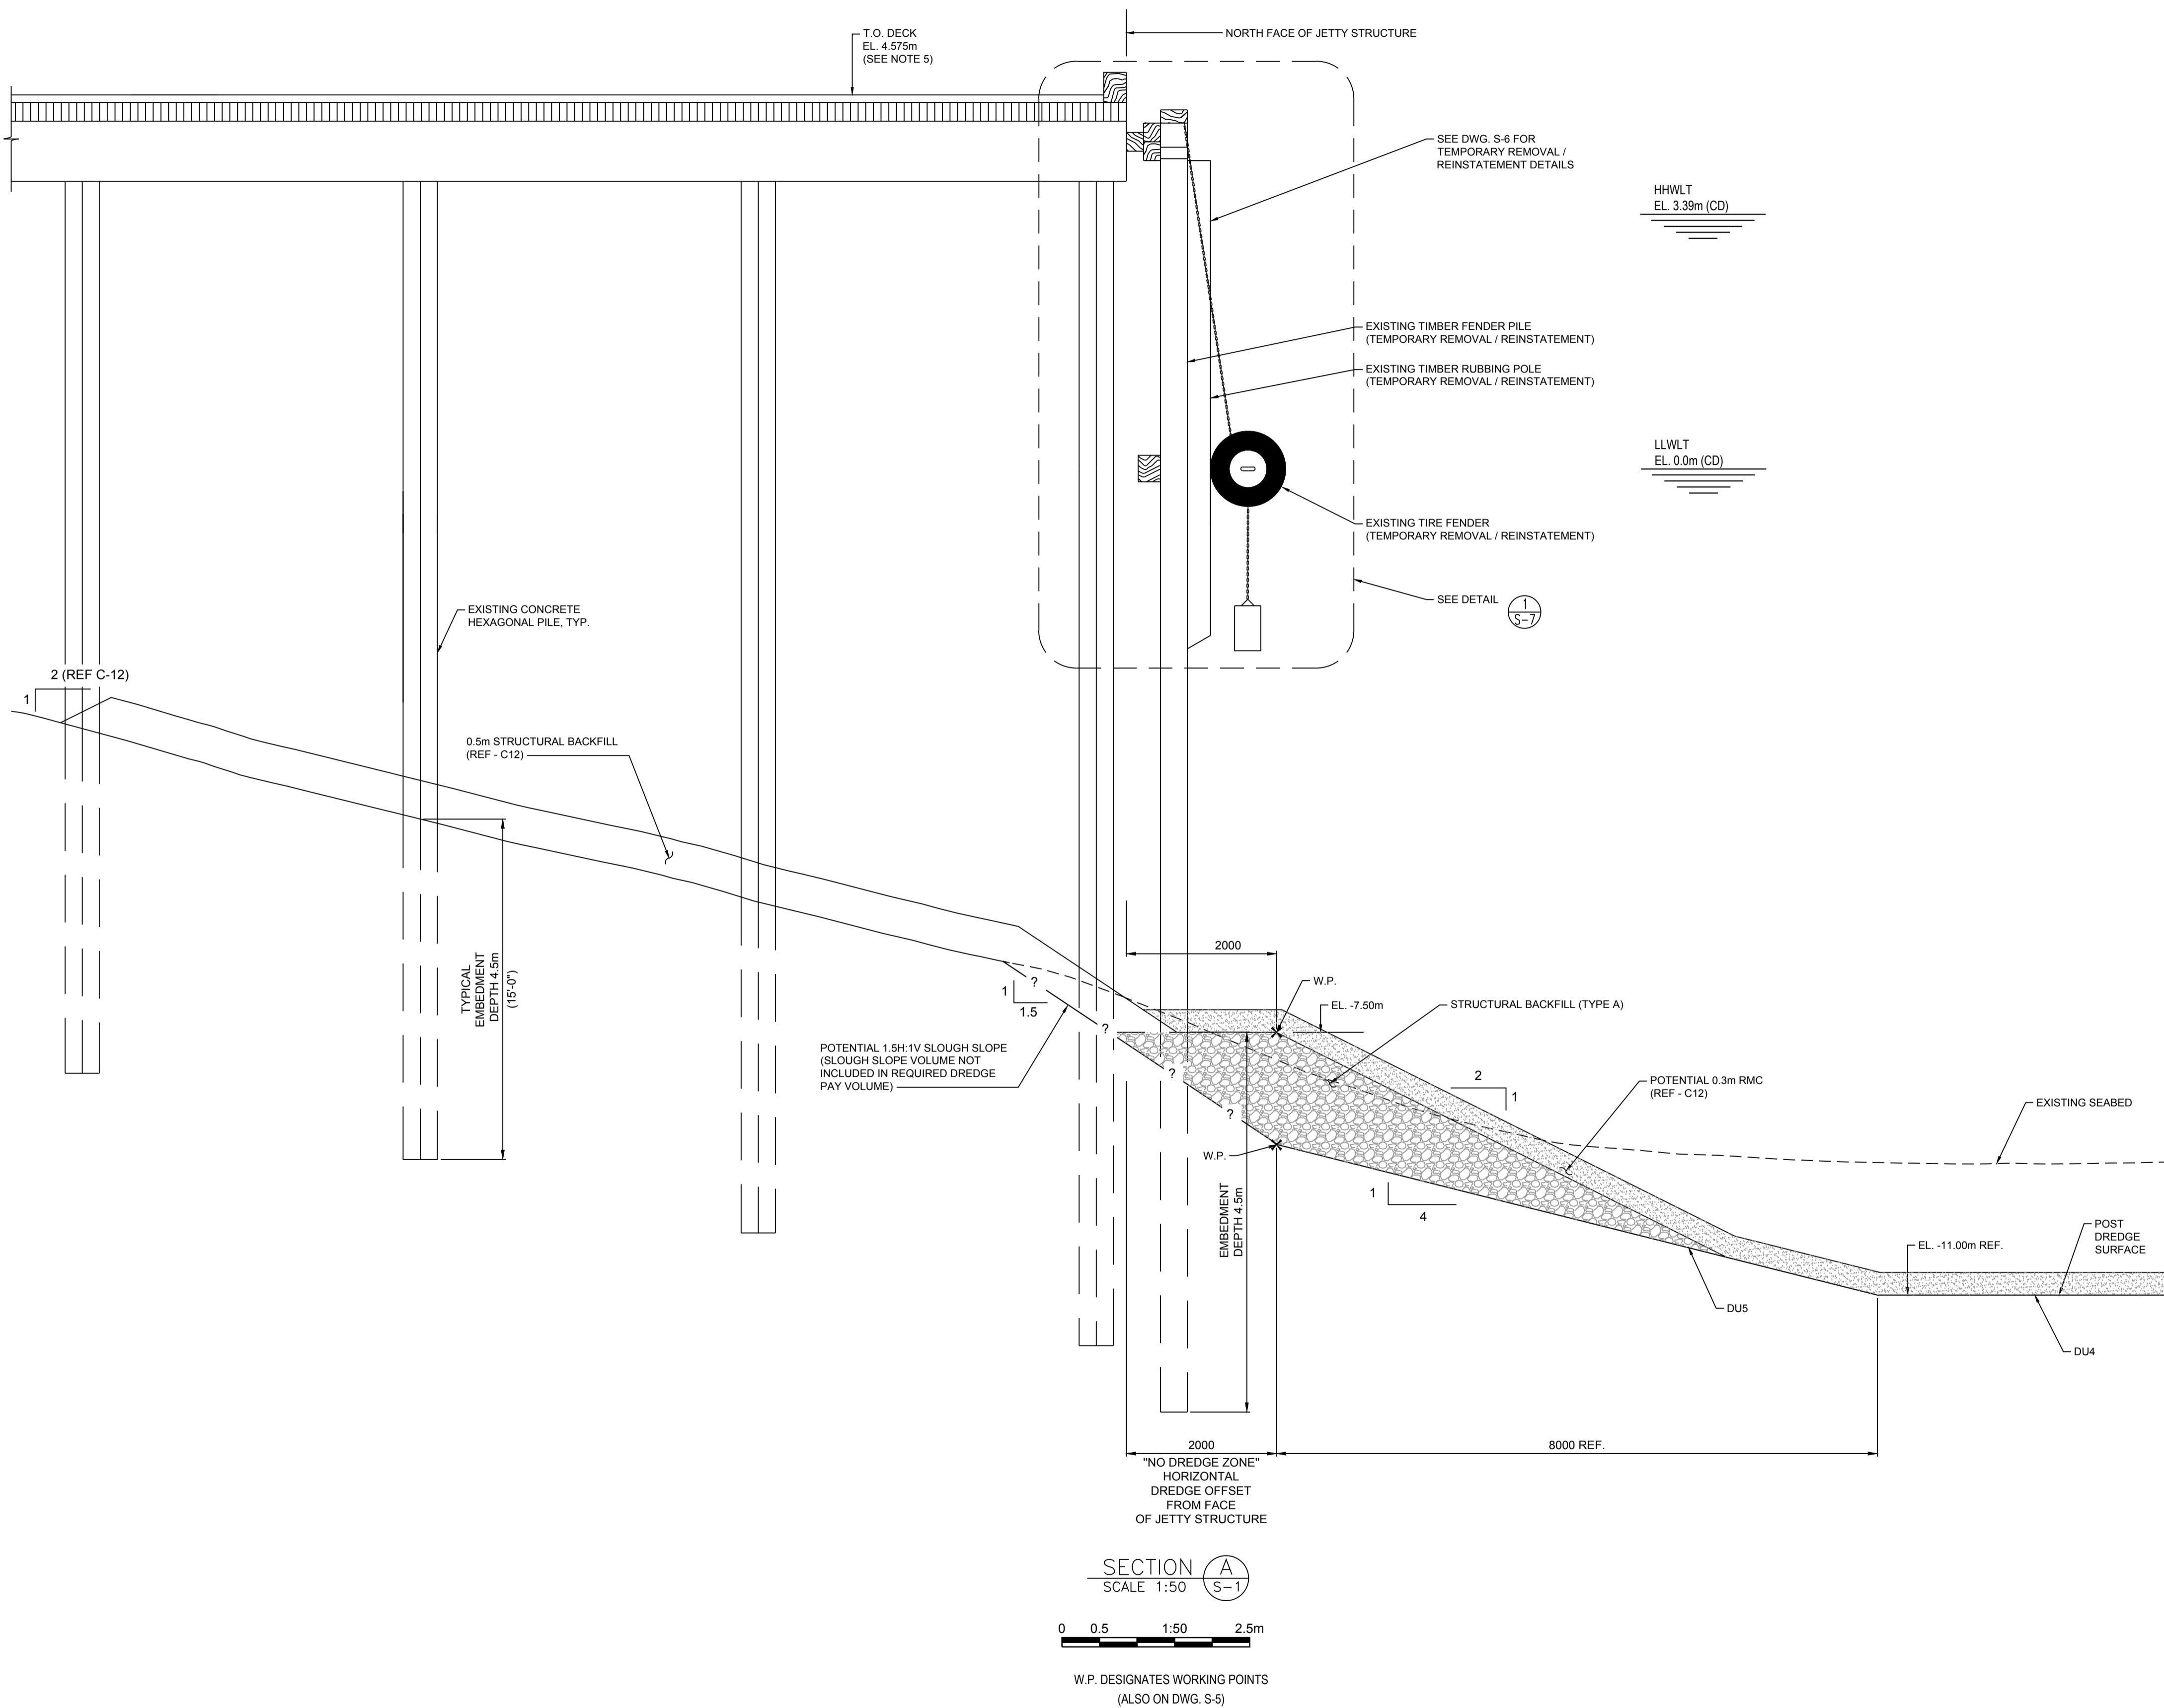 T.O. DECK
EL. 4.575m
(SEE NOTE 5)
NORTH FACE OF JETTY STRUCTURE
SEE DWG. S-6 FOR
TEMPORARY REMOVAL /
REINSTATEMENT DETAILS
HHWLT
EL. 3.39m (CD)
EXISTING TIMBER FENDER PILE
(TEMPORARY REMOVAL / REINSTATEMENT)
EXISTING TIMBER RUBBING POLE
(TEMPORARY REMOVAL / REINSTATEMENT)
LLWLT
EL. 0.0m (CD)
EXISTING TIRE FENDER
(TEMPORARY REMOVAL / REINSTATEMENT)
SEE DETAIL
1
S-7
EXISTING CONCRETE
HEXAGONAL PILE, TYP.
2 (REF C-12)
1
0.5m STRUCTURAL BACKFILL
(REF - C12)
TYPICAL
EMBEDMENT
DEPTH 4.5m
(15'-0")
2000
W.P.
EL. -7.50m
STRUCTURAL BACKFILL (TYPE A)
?
1
1.5
?
POTENTIAL 1.5H:1V SLOUGH SLOPE
(SLOUGH SLOPE VOLUME NOT
INCLUDED IN REQUIRED DREDGE
PAY VOLUME)
?
?
2
1
POTENTIAL 0.3m RMC
(REF - C12)
EXISTING SEABED
W.P.
EMBEDMENT
DEPTH 4.5m
1
4
POST
DREDGE
SURFACE
EL. -11.00m REF.
DU5
DU4
2000
8000 REF.
"NO DREDGE ZONE"
HORIZONTAL
DREDGE OFFSET
FROM FACE
OF JETTY STRUCTURE
SECTION
SCALE 1:50
A
S-1
0 0.5 1:50 2.5m
W.P. DESIGNATES WORKING POINTS
(ALSO ON DWG. S-5)